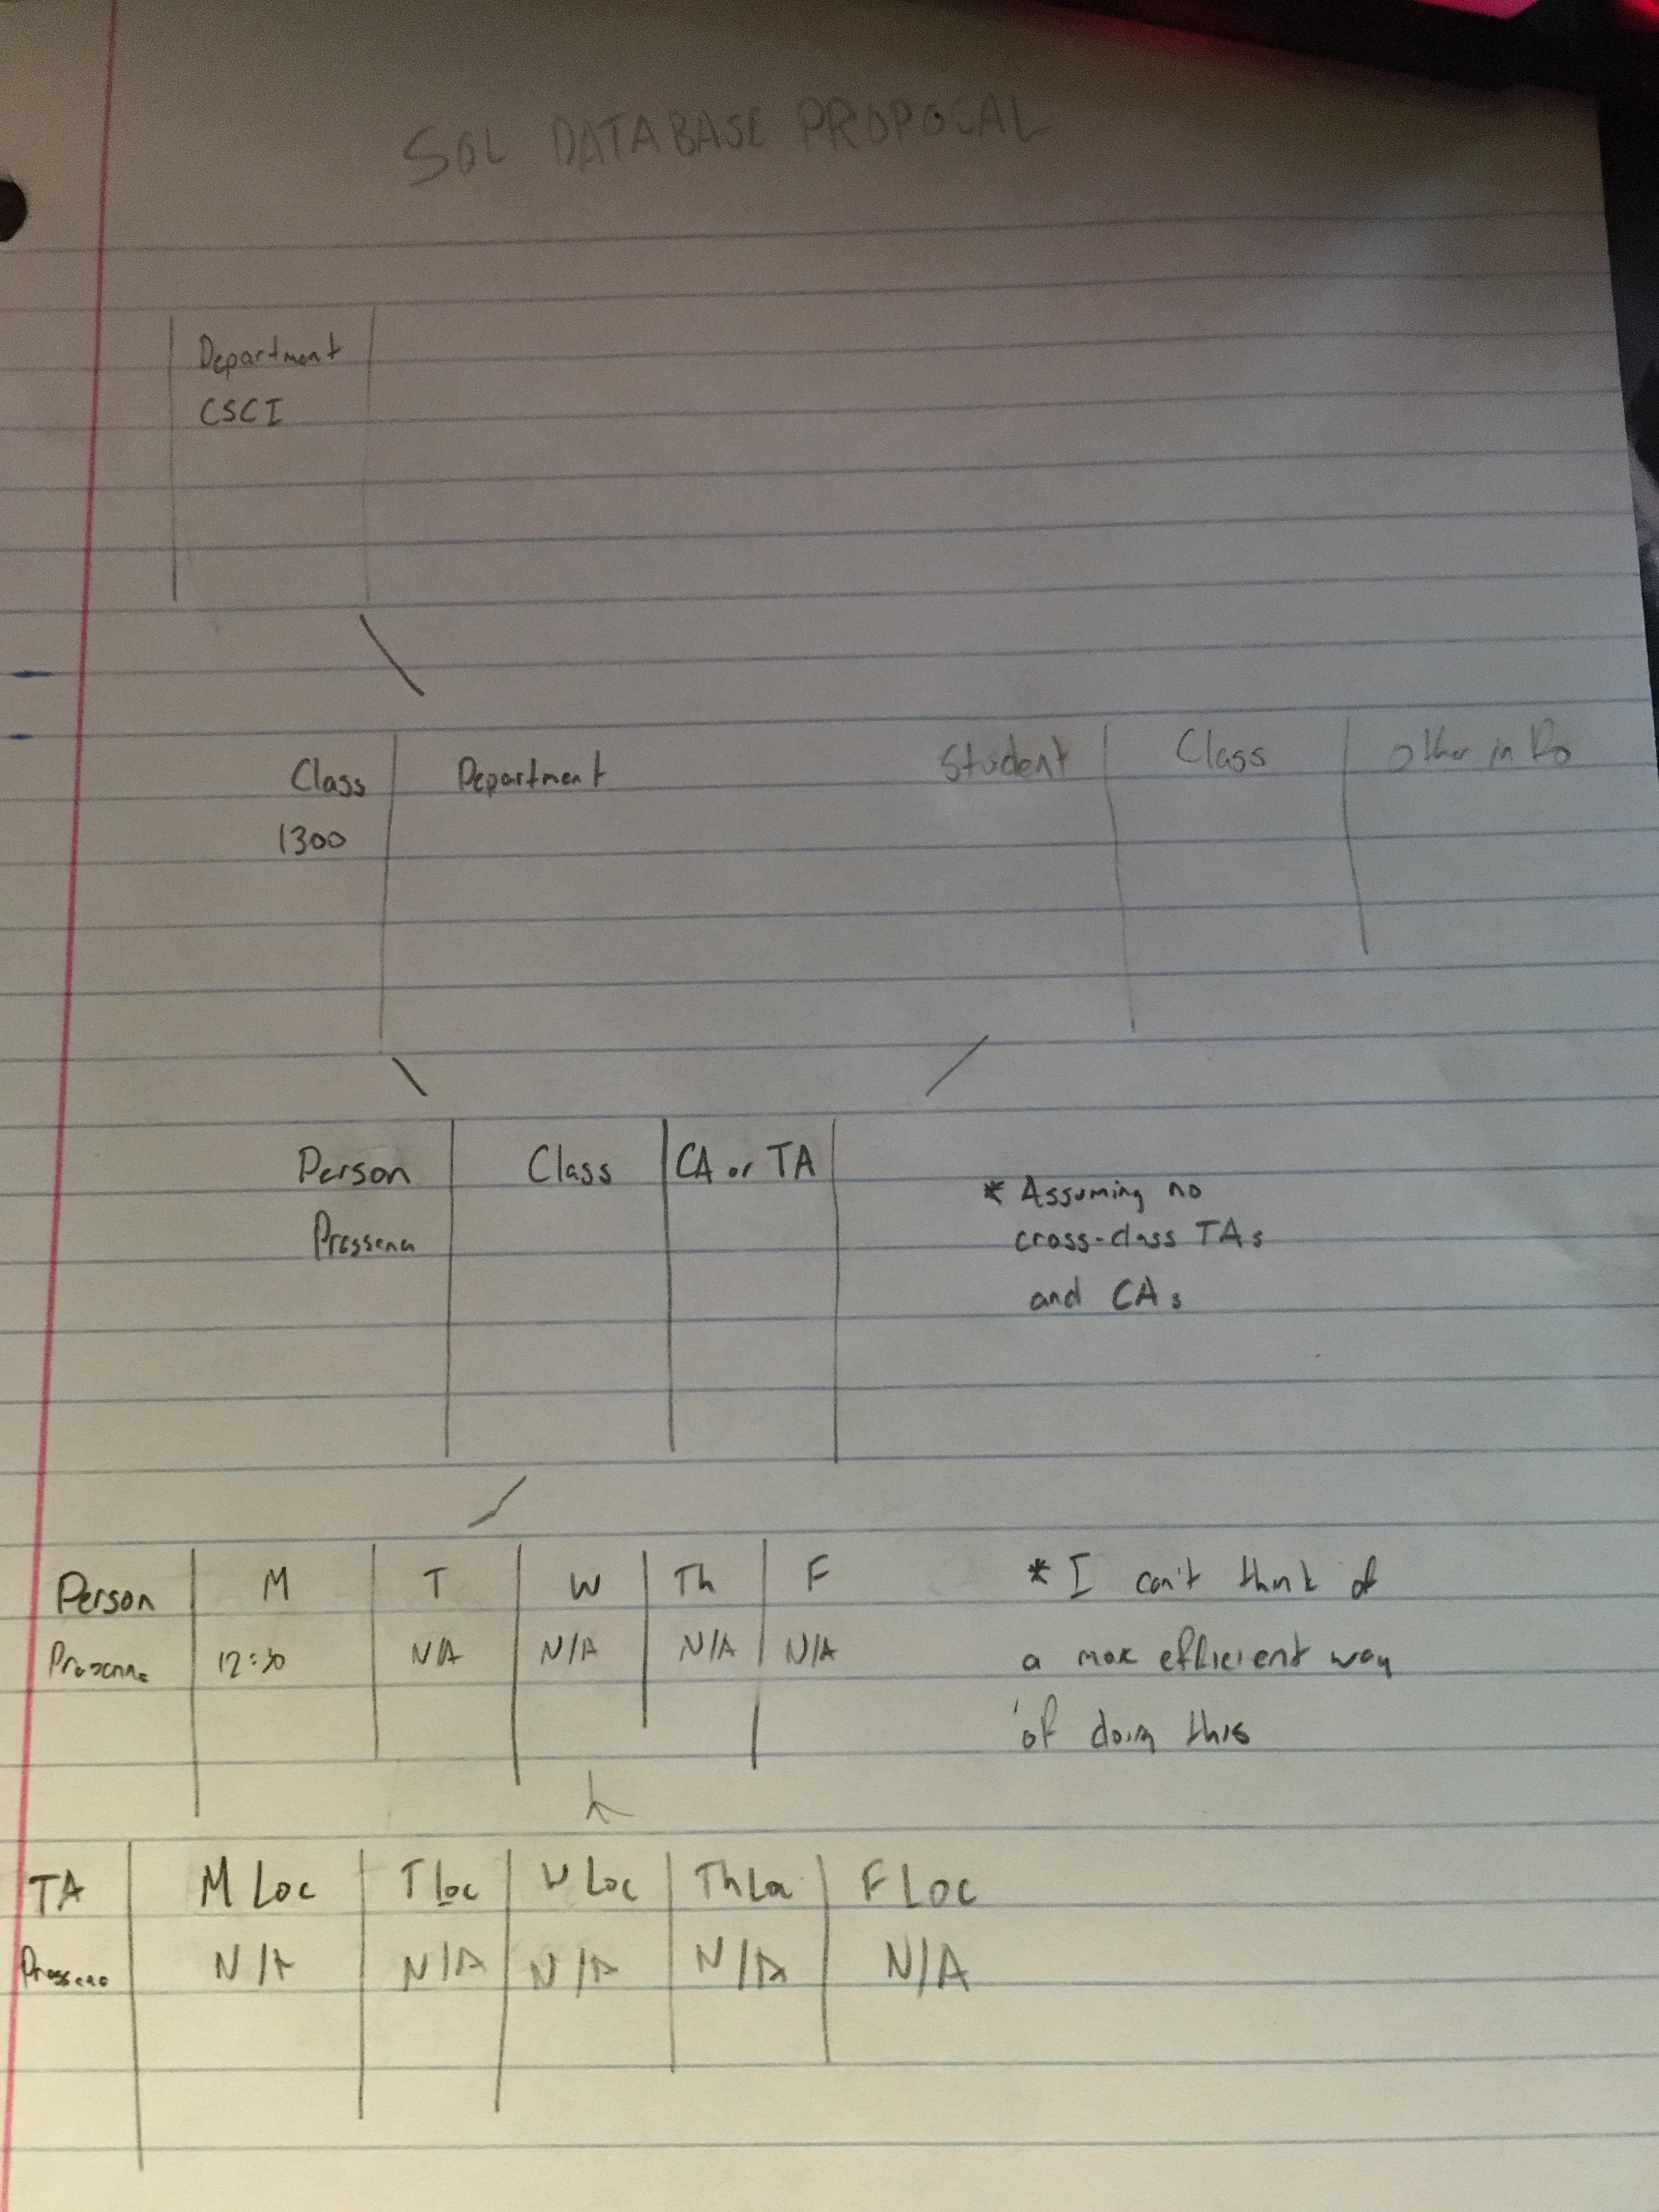 SQL DATABASE PROPOSAL
Department
CSCI
Class Department
1300
Student Class Other info
Person Class CA or TA
Prassana
* Assuming no
cross-class TAs
and CAs
Person M T W Th F
Prasanna 12:30 N/A N/A N/A N/A
* I can't think of
a more efficient way
of doing this
TA M Loc T Loc W Loc Th Loc F Loc
N/A N/A N/A N/A N/A